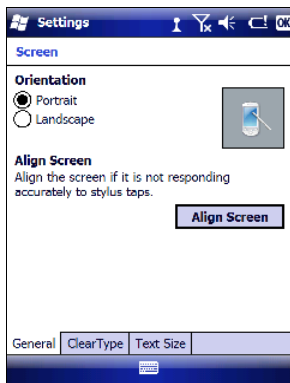 Settings
OK
Screen
Orientation
Portrait
Landscape
Align Screen
Align the screen if it is not responding
accurately to stylus taps.
Align Screen
General ClearType Text Size